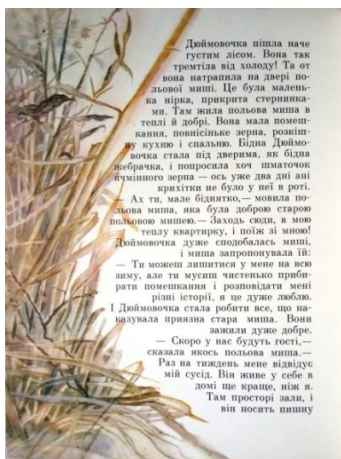 Дюймовочка пішла наче
густим лісом. Вона так
тремтіла від холоду! Та от
вона натрапила на двері по-
льової миші. Це була малень-
ка нірка, прикрита стернинка-
ми. Там жила польова миша в
теплі й добрі. Вона мала помеш-
кання, повнісіньке зерна, розкіш-
ну кухню і спальню. Бідна Дюймо-
вочка стала під дверима, як бідна
жебрачка, і попросила хоч шматочок
ячмінного зерна — ось уже два дні ані
крихітки не було у неї в роті.
— Ах ти, мале біднятко,— мовила по-
льова миша, яка була доброю старою
польовою мишею.— Заходь сюди, в мою
теплу квартирку, і поїж зі мною!
Дюймовочка дуже сподобалась миші,
і миша запропонувала їй:
— Ти можеш лишитися у мене на всю
зиму, але ти мусиш чистенько приби-
рати помешкання і розповідати мені
різні історії, я це дуже люблю.
І Дюймовочка стала робити все, що на-
казувала приязна стара миша. Вони
зажили дуже добре.
— Скоро у нас будуть гості,—
сказала якось польова миша.—
Раз на тиждень мене відвідує
мій сусід. Він живе у себе в
домі ще краще, ніж я.
Там просторі зали, і
він носить пишну